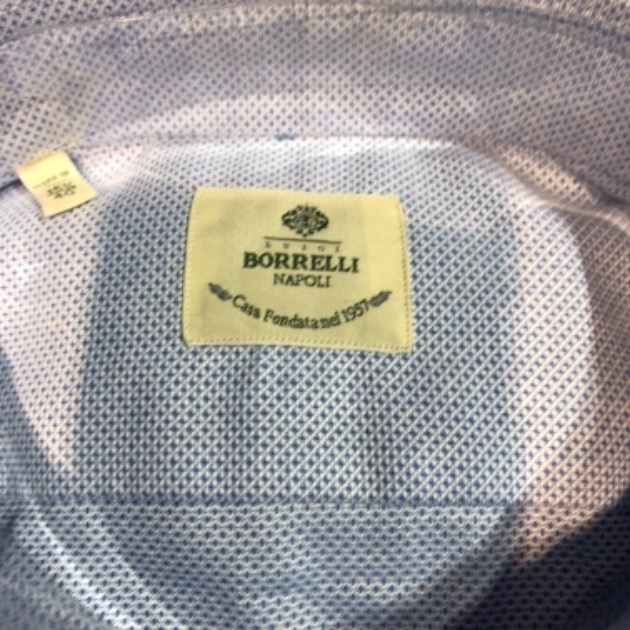 LUIGI
BORRELLI
NAPOLI
Casa Fondata nel 1957